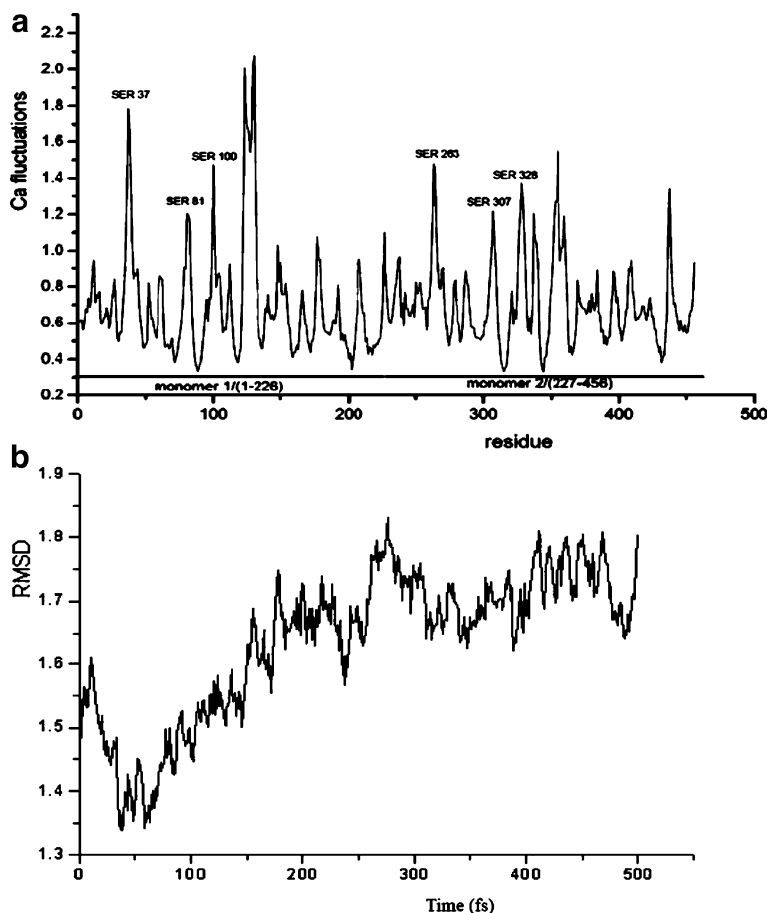 a
Ca fluctuations
2.2
2.0
1.8
1.6
1.4
1.2
1.0
0.8
0.6
0.4
0.2
SER 37
SER 81
SER 100
SER 263
SER 307
SER 326
monomer 1/(1-226)
monomer 2/(227-456)
0
100
200
300
400
500
residue
b
RMSD
1.9
1.8
1.7
1.6
1.5
1.4
1.3
0
100
200
300
400
500
Time (fs)